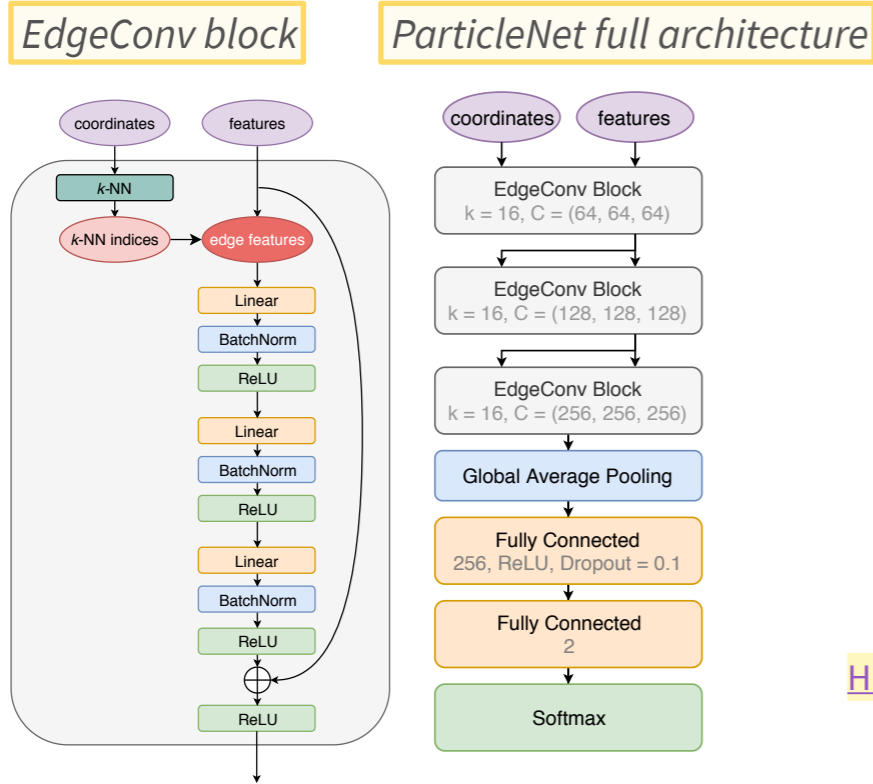 EdgeConv block
ParticleNet full architecture
coordinates
features
k-NN
k-NN indices
edge features
Linear
BatchNorm
ReLU
Linear
BatchNorm
ReLU
Linear
BatchNorm
ReLU
ReLU
coordinates
features
EdgeConv Block
k = 16, C = (64, 64, 64)
EdgeConv Block
k = 16, C = (128, 128, 128)
EdgeConv Block
k = 16, C = (256, 256, 256)
Global Average Pooling
Fully Connected
256, ReLU, Dropout = 0.1
Fully Connected
2
Softmax
H